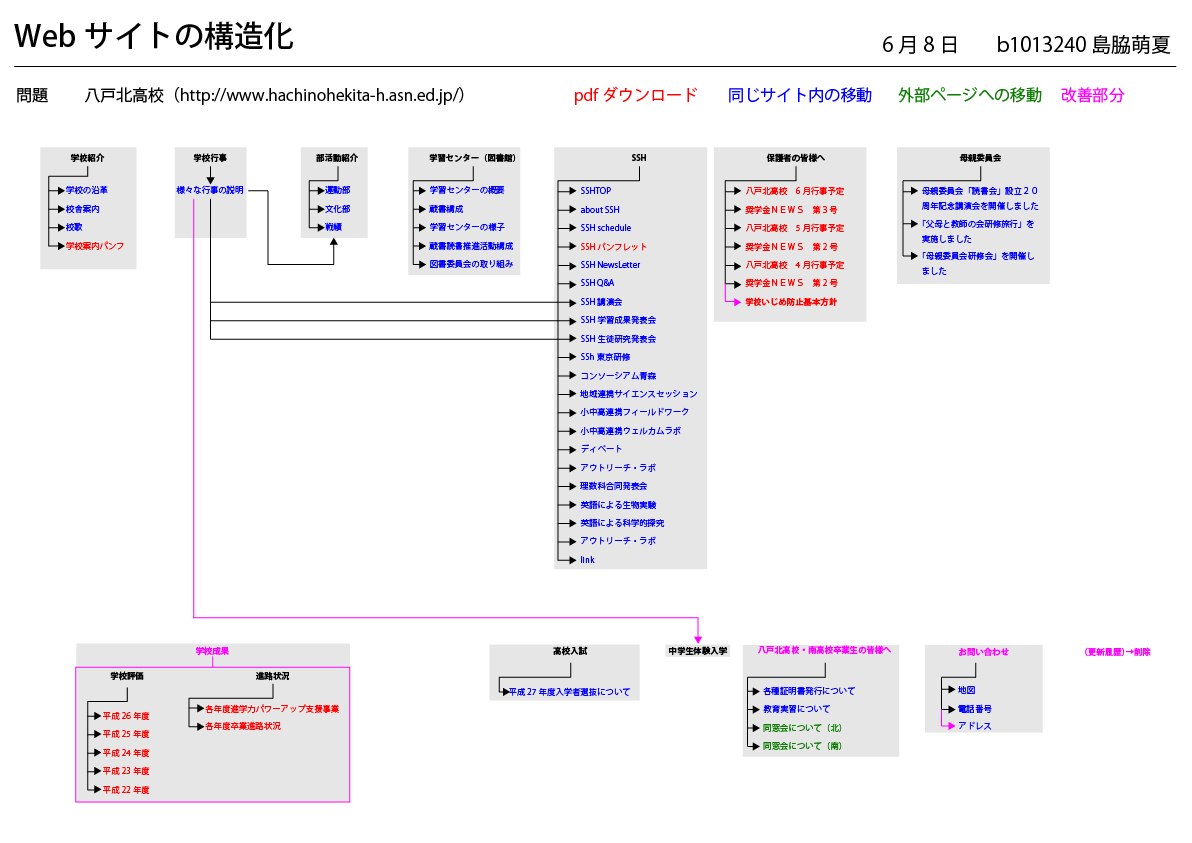 Web サイトの構造化
6 月 8 日 b1013240 島脇萌夏
問題 八戸北高校（http://www.hachinohekita-h.asn.ed.jp/）
pdf ダウンロード 同じサイト内の移動 外部ページへの移動 改善部分
学校紹介
学校の沿革
校舎案内
校歌
学校案内パンフ
学校行事
様々な行事の説明
部活動紹介
運動部
文化部
戦績
学習センター（図書館）
学習センターの概要
蔵書構成
学習センターの様子
蔵書読書推進活動構成
図書委員会の取り組み
SSH
SSHTOP
about SSH
SSH schedule
SSH パンフレット
SSH NewsLetter
SSH Q&A
SSH 講演会
SSH 学習成果発表会
SSH 生徒研究発表会
SSh 東京研修
コンソーシアム青森
地域連携サイエンスセッション
小中高連携フィールドワーク
小中高連携ウェルカムラボ
ディベート
アウトリーチ・ラボ
理数科合同発表会
英語による生物実験
英語による科学的探究
アウトリーチ・ラボ
link
保護者の皆様へ
八戸北高校 ６月行事予定
奨学金ＮＥＷＳ 第３号
八戸北高校 ５月行事予定
奨学金ＮＥＷＳ 第２号
八戸北高校 ４月行事予定
奨学金ＮＥＷＳ 第２号
学校いじめ防止基本方針
母親委員会
母親委員会「読書会」設立２０
周年記念講演会を開催しました
「父母と教師の会研修旅行」を
実施しました
「母親委員会研修会」を開催し
ました
学校成果
学校評価
平成 26 年度
平成 25 年度
平成 24 年度
平成 23 年度
平成 22 年度
進路状況
各年度進学力パワーアップ支援事業
各年度卒業進路状況
高校入試
平成 27 年度入学者選抜について
中学生体験入学
八戸北高校・南高校卒業生の皆様へ
各種証明書発行について
教育実習について
同窓会について（北）
同窓会について（南）
お問い合わせ
地図
電話番号
アドレス
（更新履歴）→削除